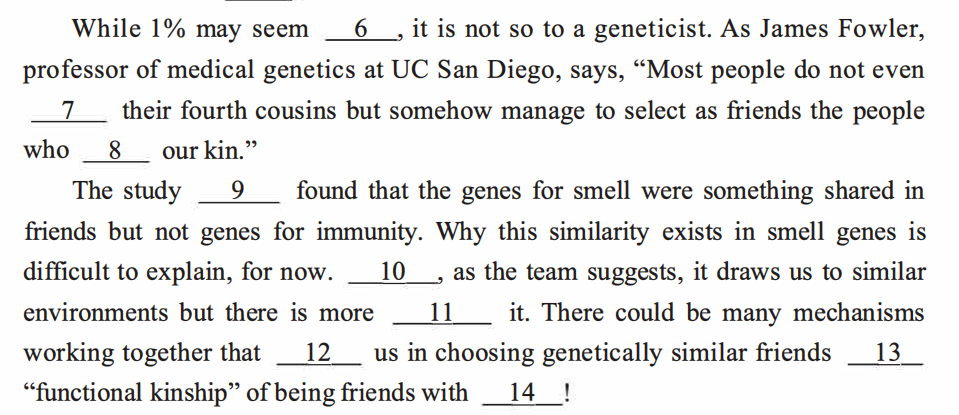 While 1% may seem __6__, it is not so to a geneticist. As James Fowler,
professor of medical genetics at UC San Diego, says, “Most people do not even
__7__ their fourth cousins but somehow manage to select as friends the people
who __8__ our kin.”
The study __9__ found that the genes for smell were something shared in
friends but not genes for immunity. Why this similarity exists in smell genes is
difficult to explain, for now. __10__, as the team suggests, it draws us to similar
environments but there is more __11__ it. There could be many mechanisms
working together that __12__ us in choosing genetically similar friends __13__
“functional kinship” of being friends with __14__!